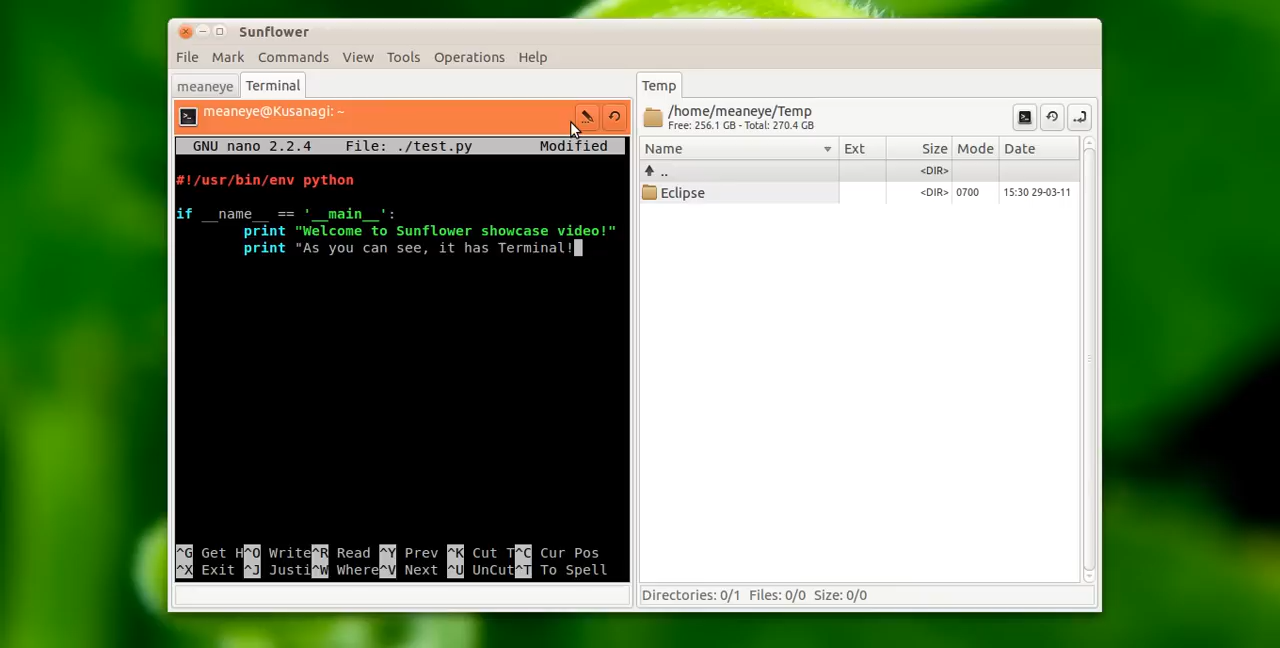 Sunflower
File Mark Commands View Tools Operations Help
meaneye Terminal
meaneye@Kusanagi: ~
GNU nano 2.2.4 File: ./test.py Modified
#!/usr/bin/env python
if __name__ == '__main__':
print "Welcome to Sunflower showcase video!"
print "As you can see, it has Terminal!
^G Get H^O Write^R Read ^Y Prev ^K Cut T^C Cur Pos
^X Exit ^J Justi^W Where^V Next ^U UnCut^T To Spell
Temp
/home/meaneye/Temp
Free: 256.1 GB - Total: 270.4 GB
Name Ext Size Mode Date
.. <DIR>
Eclipse <DIR> 0700 15:30 29-03-11
Directories: 0/1 Files: 0/0 Size: 0/0